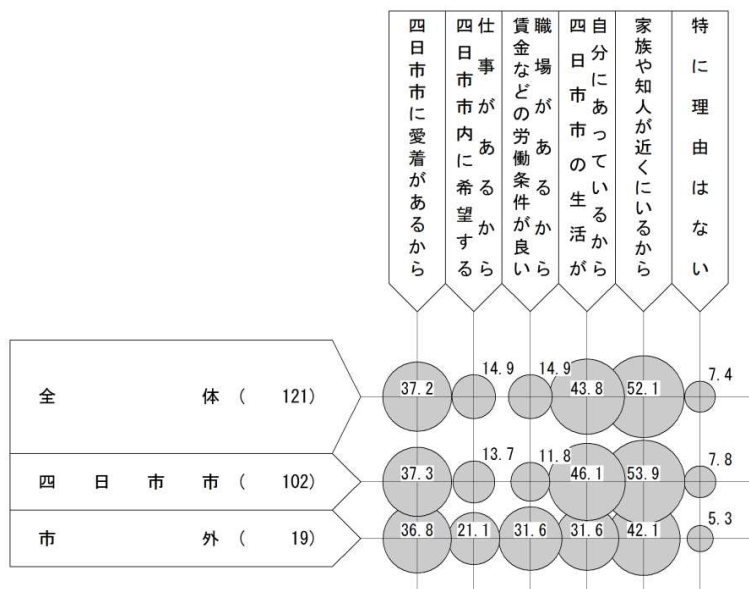 四日市市に愛着があるから
四日市市内に希望する
仕事があるから
賃金などの労働条件が良い
職場があるから
四日市市の生活が
自分にあっているから
家族や知人が近くにいるから
特に理由はない
全体 ( 121) 37.2 14.9 14.9 43.8 52.1 7.4
四日市市 ( 102) 37.3 13.7 11.8 46.1 53.9 7.8
市外 ( 19) 36.8 21.1 31.6 31.6 42.1 5.3